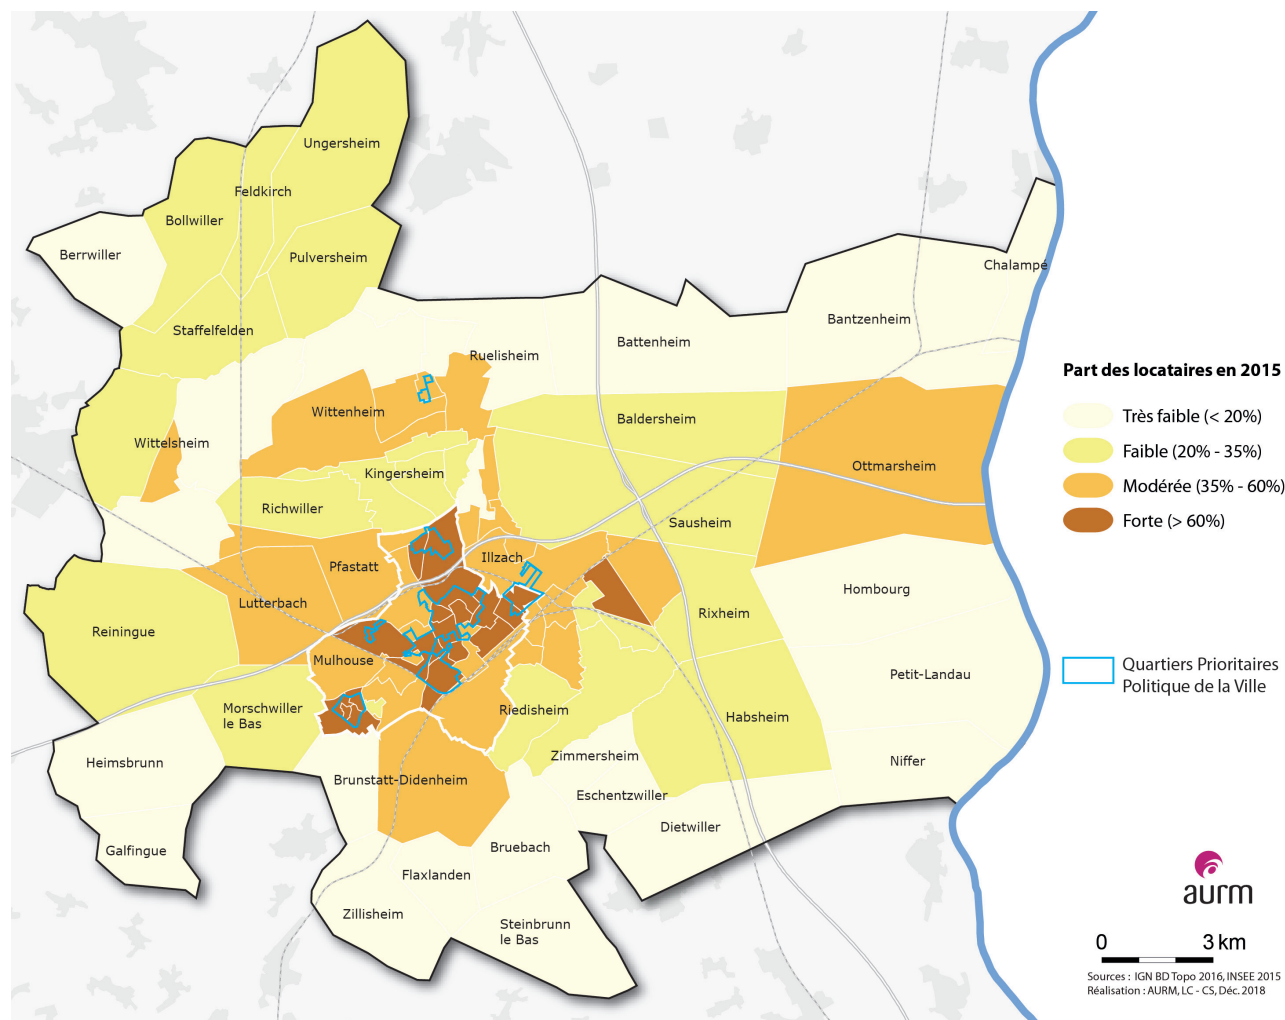 Ungersheim
Feldkirch
Bollwiller
Berrwiller
Pulversheim
Chalampé
Staffelfelden
Bantzenheim
Battenheim
Ruelisheim
Wittenheim
Baldersheim
Wittelsheim
Kingersheim
Ottmarsheim
Richwiller
Sausheim
Illzach
Pfastatt
Hombourg
Lutterbach
Rixheim
Reiningue
Mulhouse
Petit-Landau
Morschwiller
le Bas
Riedisheim
Habsheim
Zimmersheim
Niffer
Heimsbrunn
Brunstatt-Didenheim
Eschentzwiller
Dietwiller
Galfingue
Bruebach
Flaxlanden
Zillisheim
Steinbrunn
le Bas
Part des locataires en 2015
Très faible (< 20%)
Faible (20% - 35%)
Modérée (35% - 60%)
Forte (> 60%)
Quartiers Prioritaires
Politique de la Ville
aurm
0 3 km
Sources : IGN BD Topo 2016, INSEE 2015
Réalisation : AURM, LC - CS, Déc. 2018